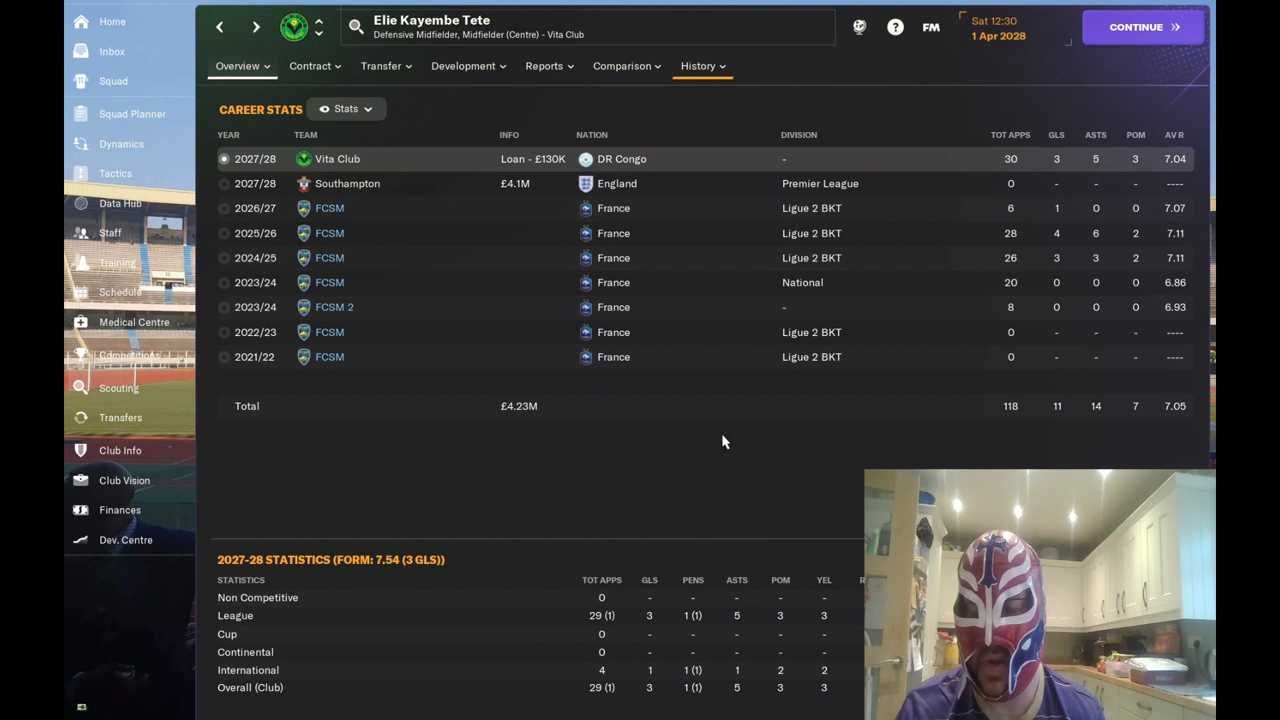 Home
Inbox
Squad
Squad Planner
Dynamics
Tactics
Data Hub
Staff
Training
Schedule
Medical Centre
Competitions
Scouting
Transfers
Club Info
Club Vision
Finances
Dev. Centre
Elie Kayembe Tete
Defensive Midfielder, Midfielder (Centre) - Vita Club
?
FM
Sat 12:30
1 Apr 2028
CONTINUE
Overview Contract Transfer Development Reports Comparison History
CAREER STATS Stats
YEAR TEAM INFO NATION DIVISION TOT APPS GLS ASTS POM AV R
2027/28 Vita Club Loan - £130K DR Congo - 30 3 5 3 7.04
2027/28 Southampton £4.1M England Premier League 0 - - - ----
2026/27 FCSM France Ligue 2 BKT 6 1 0 0 7.07
2025/26 FCSM France Ligue 2 BKT 28 4 6 2 7.11
2024/25 FCSM France Ligue 2 BKT 26 3 3 2 7.11
2023/24 FCSM France National 20 0 0 0 6.86
2023/24 FCSM 2 France - 8 0 0 0 6.93
2022/23 FCSM France Ligue 2 BKT 0 - - - ----
2021/22 FCSM France Ligue 2 BKT 0 - - - ----
Total £4.23M 118 11 14 7 7.05
2027-28 STATISTICS (FORM: 7.54 (3 GLS))
STATISTICS TOT APPS GLS PENS ASTS POM YEL
Non Competitive 0 - - - - -
League 29 (1) 3 1 (1) 5 3 3
Cup 0 - - - - -
Continental 0 - - - - -
International 4 1 1 (1) 1 2 2
Overall (Club) 29 (1) 3 1 (1) 5 3 3